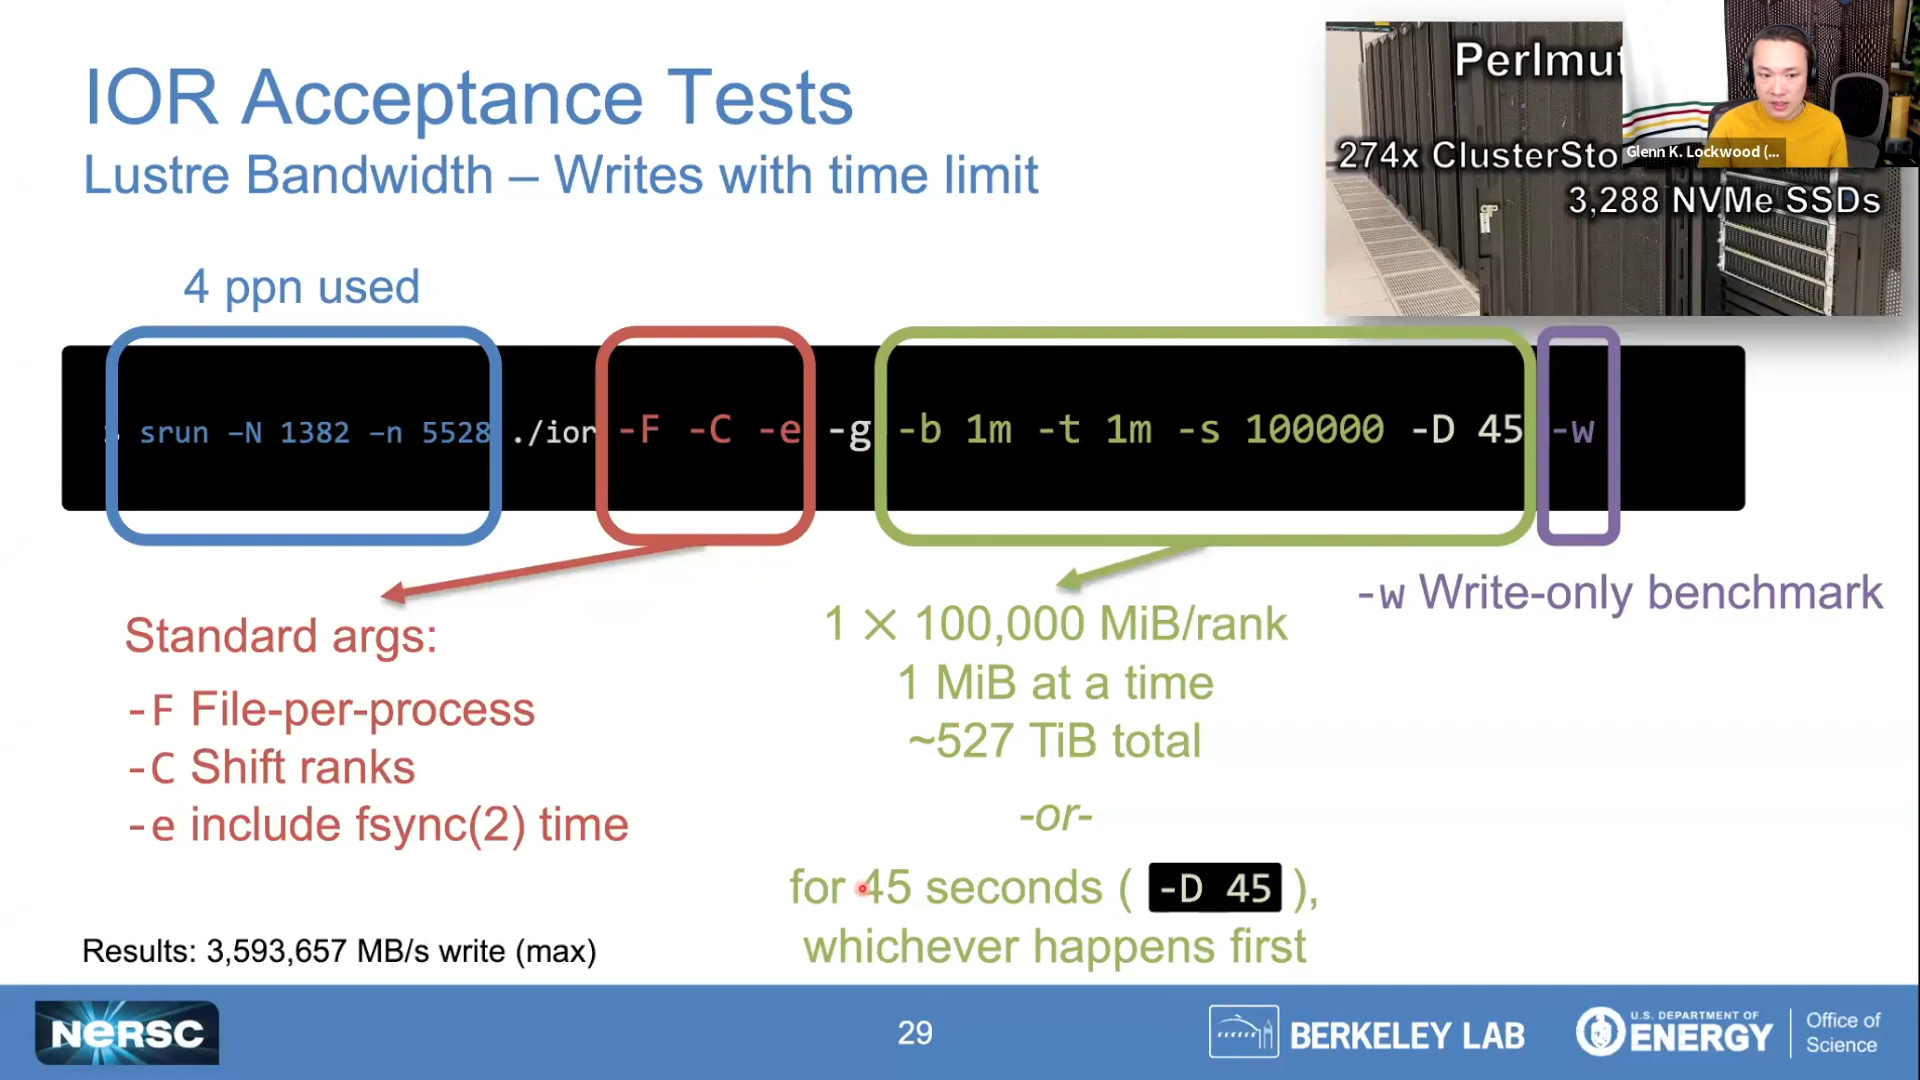 IOR Acceptance Tests
Lustre Bandwidth – Writes with time limit
Perlmut
274x ClusterSto
3,288 NVMe SSDs
Glenn K. Lockwood (...
4 ppn used
srun –N 1382 –n 5528 ./ior -F -C -e -g -b 1m -t 1m -s 100000 -D 45 -w
-w Write-only benchmark
Standard args:
-F File-per-process
-C Shift ranks
-e include fsync(2) time
1 × 100,000 MiB/rank
1 MiB at a time
~527 TiB total
-or-
for 45 seconds ( -D 45 ),
whichever happens first
Results: 3,593,657 MB/s write (max)
NERSC
29
BERKELEY LAB
U.S. DEPARTMENT OF
ENERGY
Office of
Science